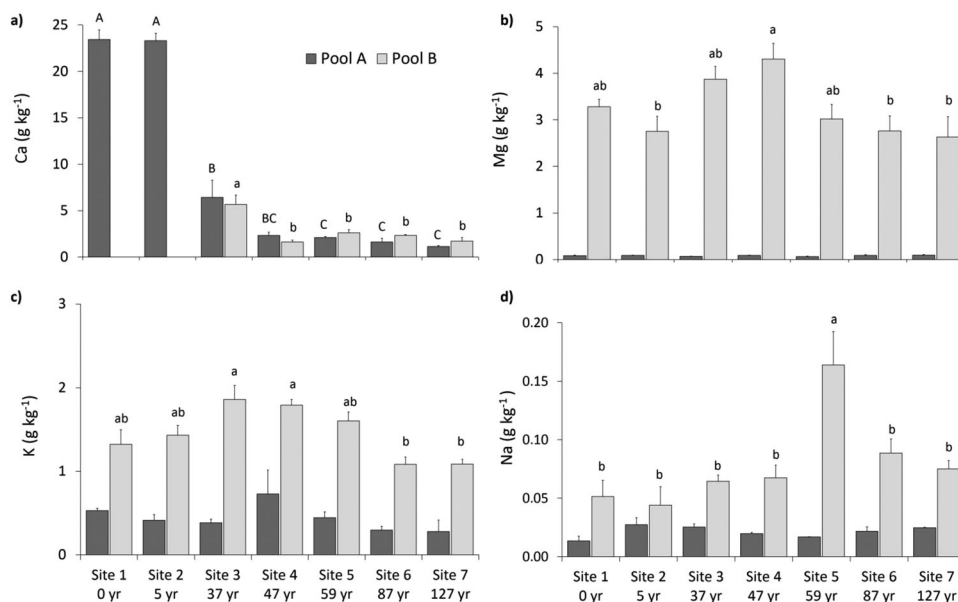 a)
Ca (g kg⁻¹)
25
20
15
10
5
0
A
A
B
a
BC
b
C
b
C
b
C
b
Pool A
Pool B
b)
Mg (g kg⁻¹)
5
4
3
2
1
0
ab
b
ab
a
ab
b
b
c)
K (g kg⁻¹)
3
2
1
0
ab
ab
a
a
ab
b
b
Site 1 Site 2 Site 3 Site 4 Site 5 Site 6 Site 7
0 yr 5 yr 37 yr 47 yr 59 yr 87 yr 127 yr
d)
Na (g kg⁻¹)
0.20
0.15
0.10
0.05
0.00
b
b
b
b
a
b
b
Site 1 Site 2 Site 3 Site 4 Site 5 Site 6 Site 7
0 yr 5 yr 37 yr 47 yr 59 yr 87 yr 127 yr